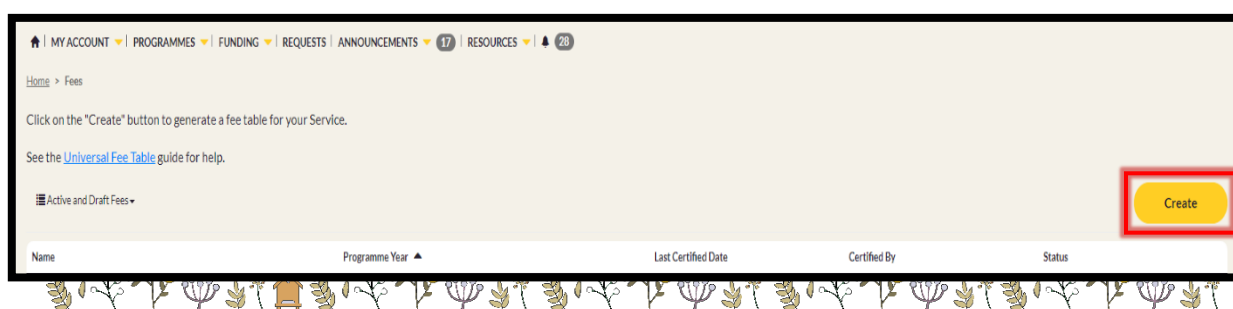 MY ACCOUNT | PROGRAMMES | FUNDING | REQUESTS | ANNOUNCEMENTS 17 | RESOURCES | 28
Home > Fees
Click on the "Create" button to generate a fee table for your Service.
See the Universal Fee Table guide for help.
Active and Draft Fees
Create
Name Programme Year Last Certified Date Certified By Status